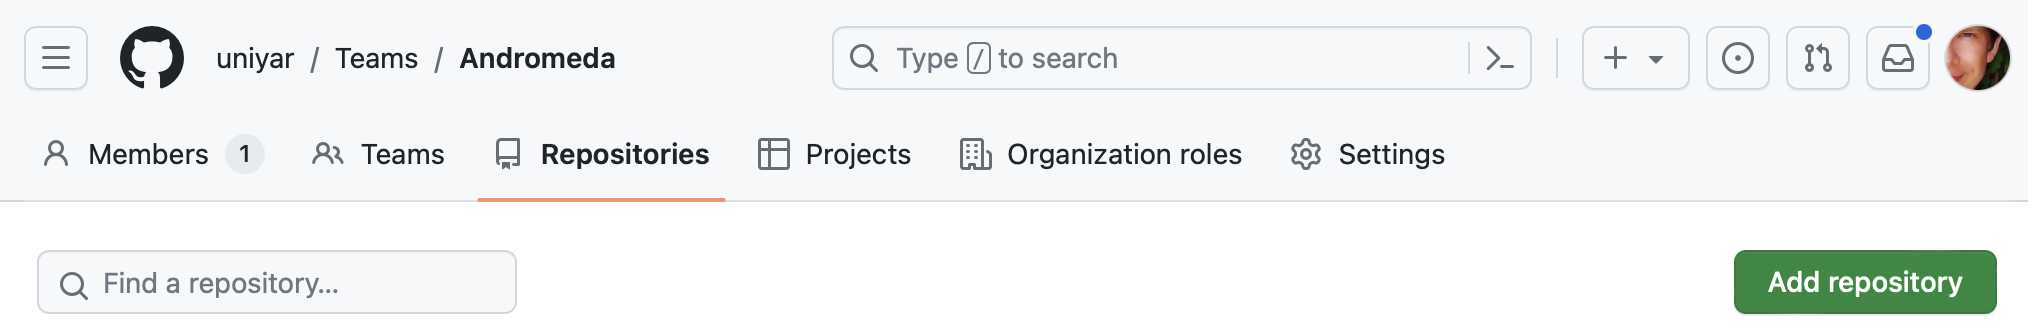 uniyar / Teams / Andromeda
Type / to search
Members 1 Teams Repositories Projects Organization roles Settings
Find a repository...
Add repository